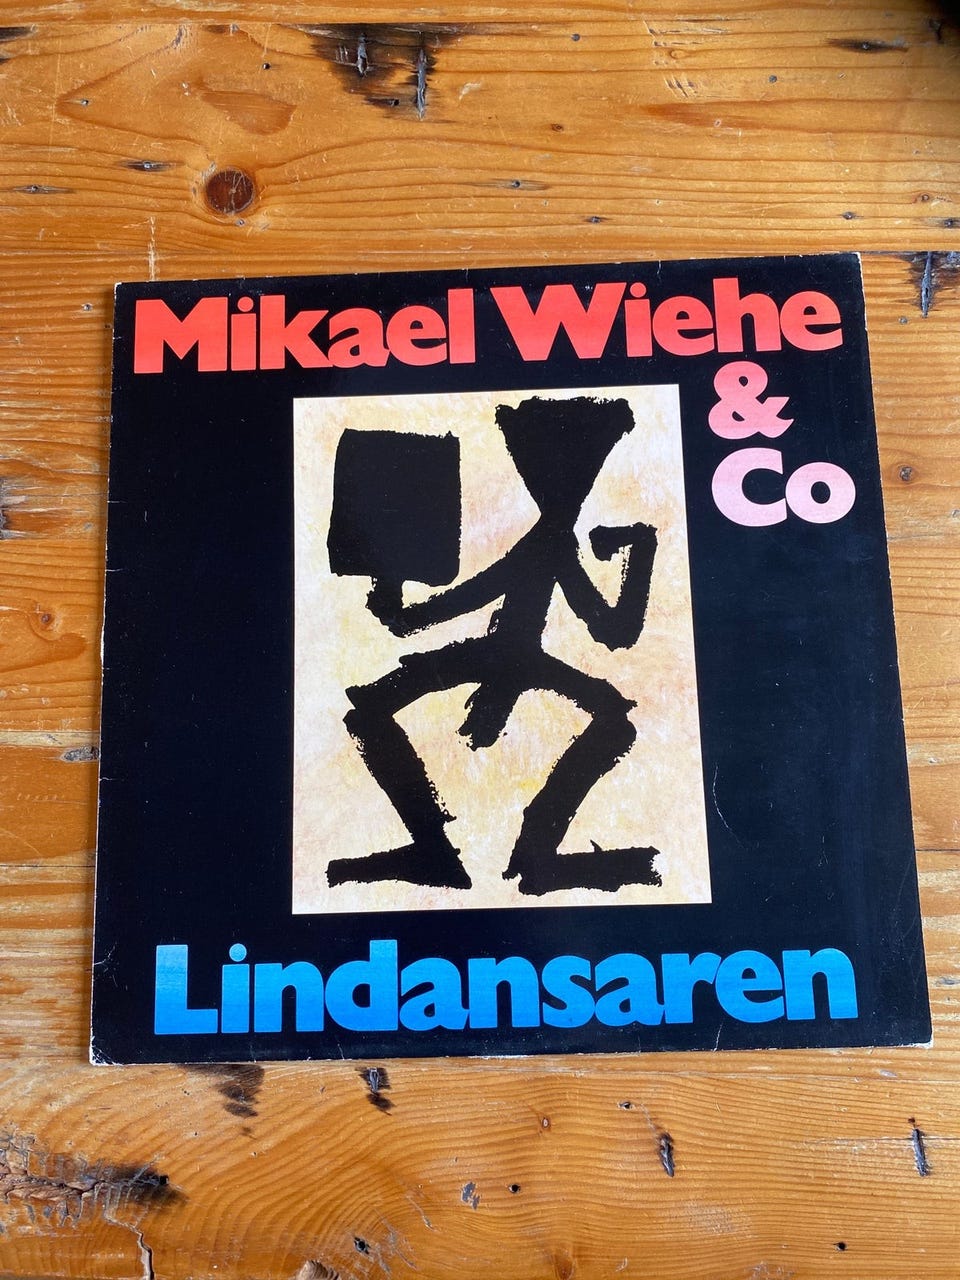 Mikael Wiehe
&
Co
Lindansaren